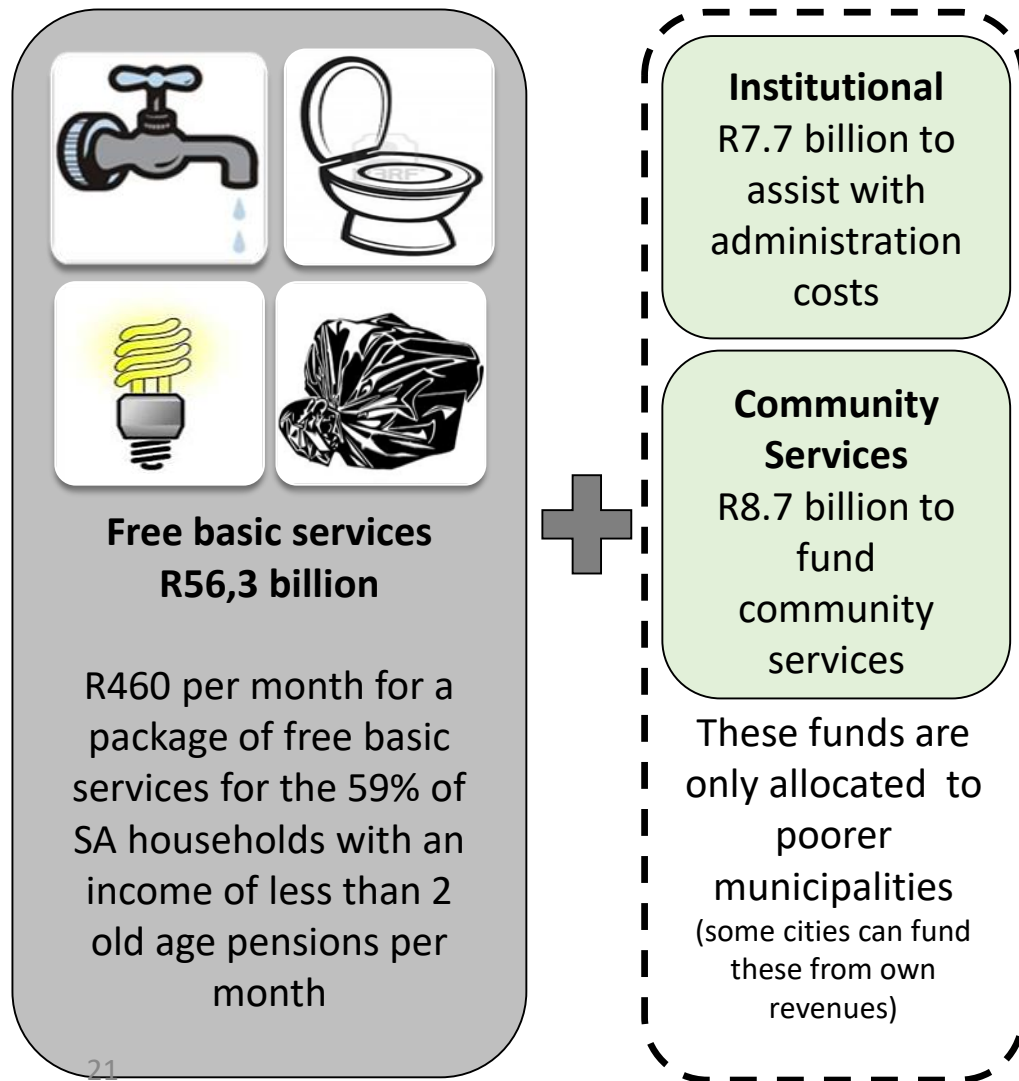 Free basic services
R56,3 billion
R460 per month for a
package of free basic
services for the 59% of
SA households with an
income of less than 2
old age pensions per
month
21
Institutional
R7.7 billion to
assist with
administration
costs
Community
Services
R8.7 billion to
fund
community
services
These funds are
only allocated to
poorer
municipalities
(some cities can fund
these from own
revenues)